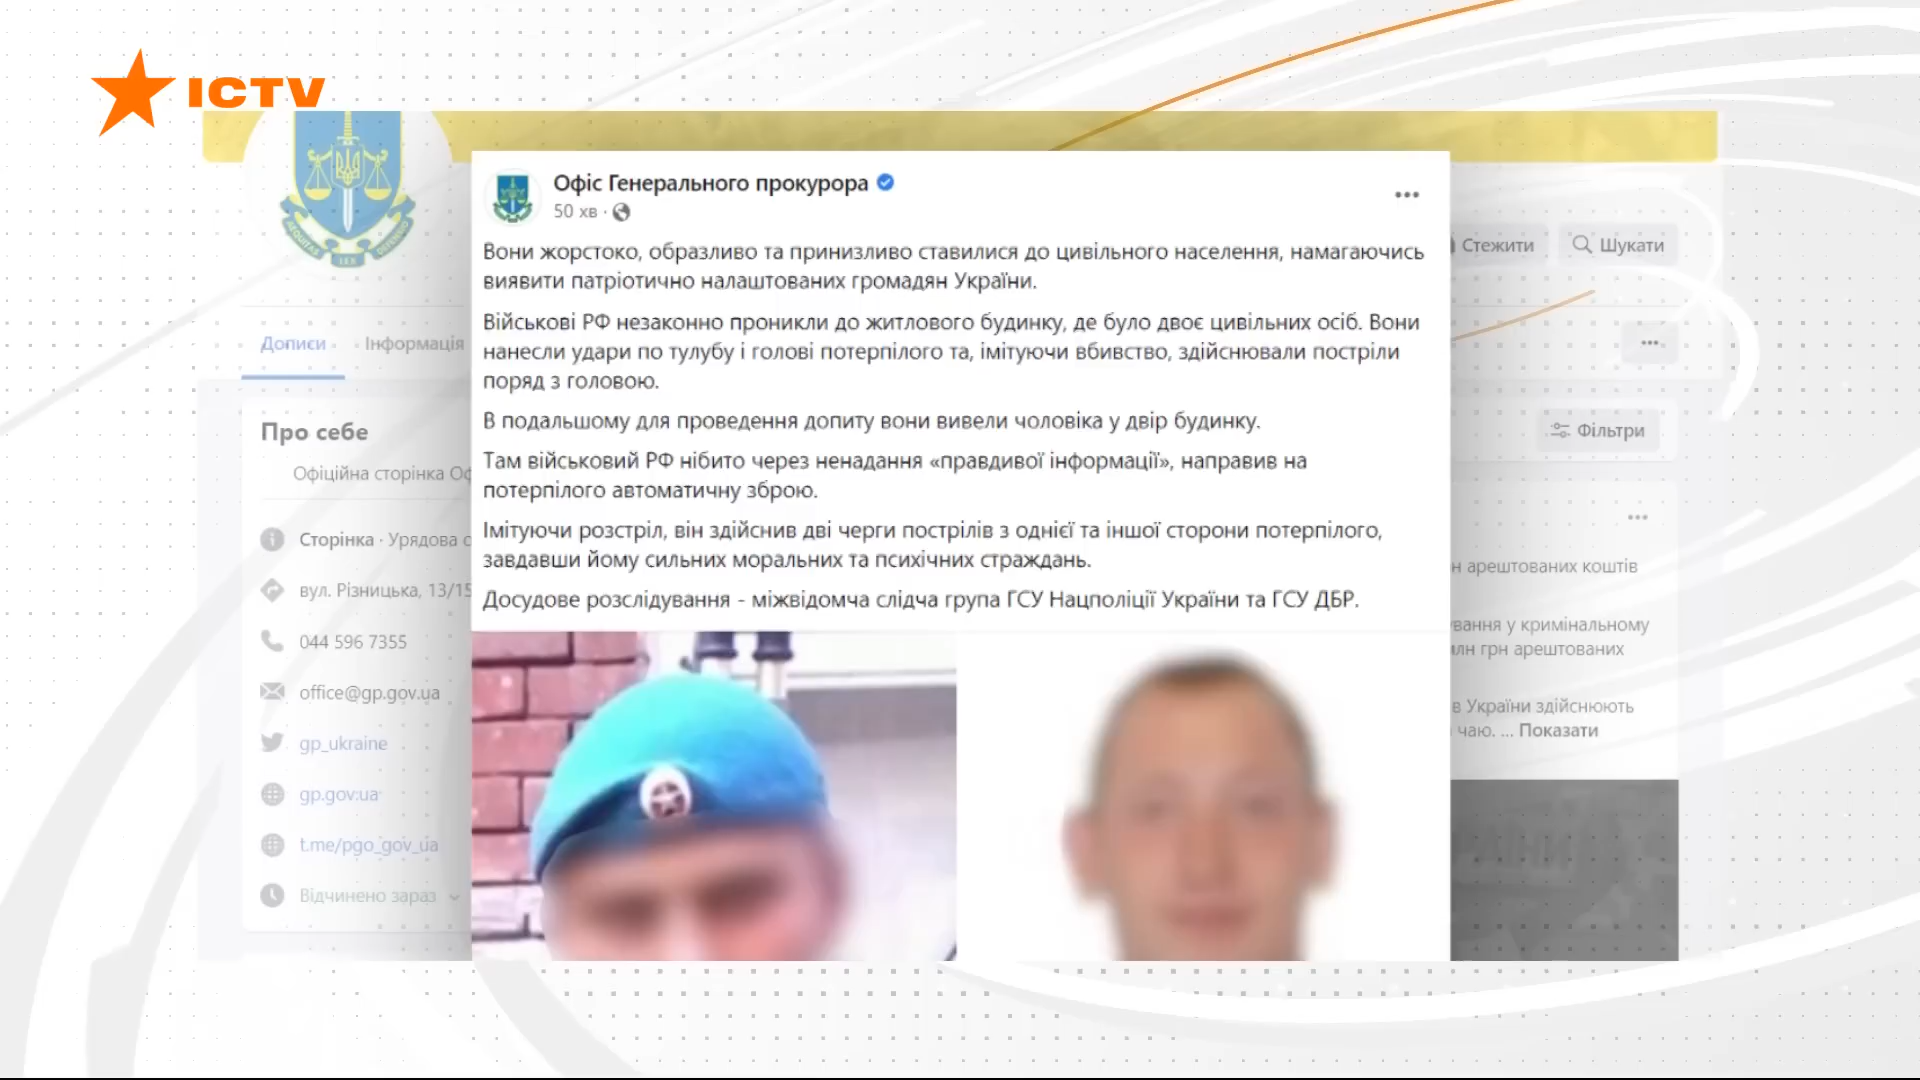 ICTV
Офіс Генерального прокурора
50 хв ·
Вони жорстоко, образливо та принизливо ставилися до цивільного населення, намагаючись
виявити патріотично налаштованих громадян України.
Військові РФ незаконно проникли до житлового будинку, де було двоє цивільних осіб. Вони
нанесли удари по тулубу і голові потерпілого та, імітуючи вбивство, здійснювали постріли
поряд з головою.
В подальшому для проведення допиту вони вивели чоловіка у двір будинку.
Там військовий РФ нібито через ненадання «правдивої інформації», направив на
потерпілого автоматичну зброю.
Імітуючи розстріл, він здійснив дві черги пострілів з однієї та іншої сторони потерпілого,
завдавши йому сильних моральних та психічних страждань.
Досудове розслідування - міжвідомча слідча група ГСУ Нацполіції України та ГСУ ДБР.
AEQUITAS LEX DEFENSIO
Дописи
Інформація
Про себе
Офіційна сторінка Оф
Сторінка · Урядова о
вул. Різницька, 13/15
044 596 7355
office@gp.gov.ua
gp_ukraine
gp.gov.ua
t.me/pgo_gov_ua
Відчинено зараз
Стежити
Шукати
Фільтри
н арештованих коштів
вання у кримінальному
млн грн арештованих
в України здійснюють
чаю. ... Показати